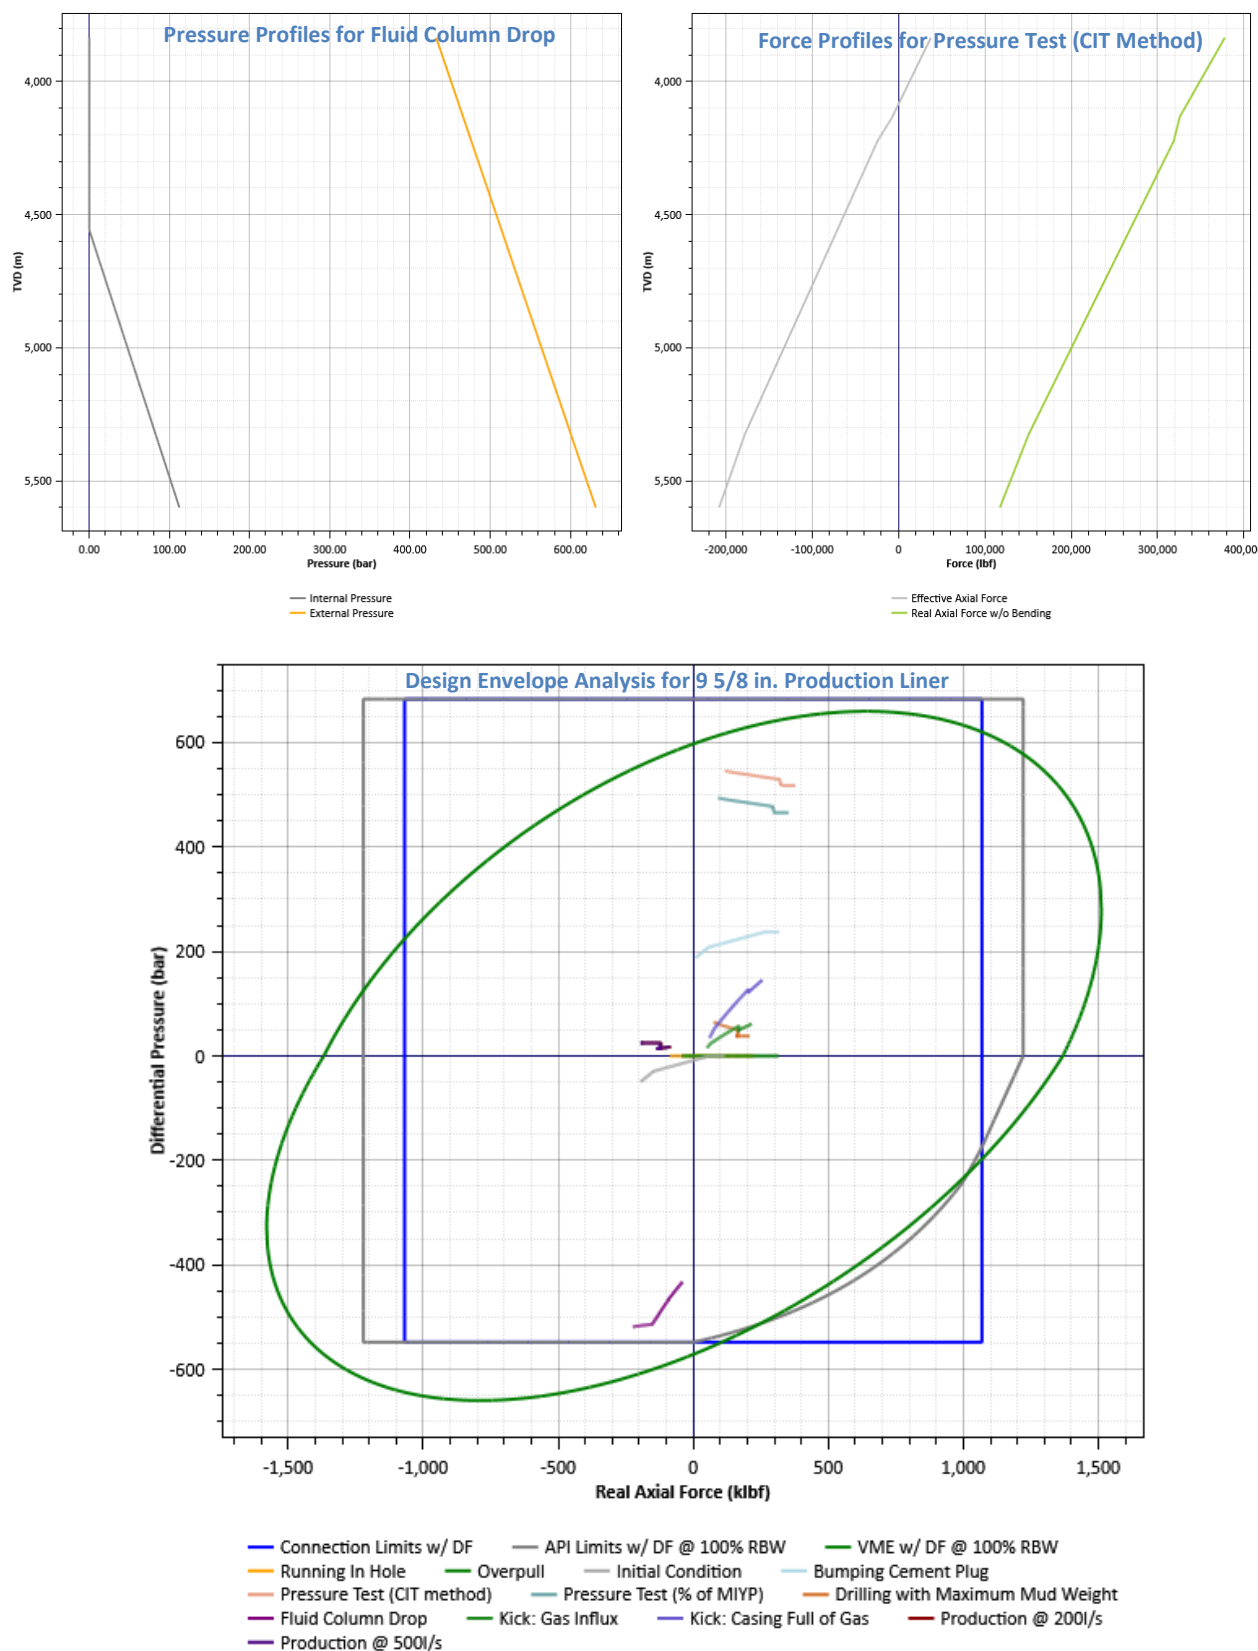 Pressure Profiles for Fluid Column Drop
4,000
4,500
5,000
5,500
TVD (m)
0.00 100.00 200.00 300.00 400.00 500.00 600.00
Pressure (bar)
Internal Pressure
External Pressure
Force Profiles for Pressure Test (CIT Method)
4,000
4,500
5,000
5,500
TVD (m)
-200,000 -100,000 0 100,000 200,000 300,000 400,00
Force (lbf)
Effective Axial Force
Real Axial Force w/o Bending
Design Envelope Analysis for 9 5/8 in. Production Liner
600
400
200
0
-200
-400
-600
Differential Pressure (bar)
-1,500 -1,000 -500 0 500 1,000 1,500
Real Axial Force (klbf)
Connection Limits w/ DF API Limits w/ DF @ 100% RBW VME w/ DF @ 100% RBW
Running In Hole Overpull Initial Condition Bumping Cement Plug
Pressure Test (CIT method) Pressure Test (% of MIYP) Drilling with Maximum Mud Weight
Fluid Column Drop Kick: Gas Influx Kick: Casing Full of Gas Production @ 200l/s
Production @ 500l/s